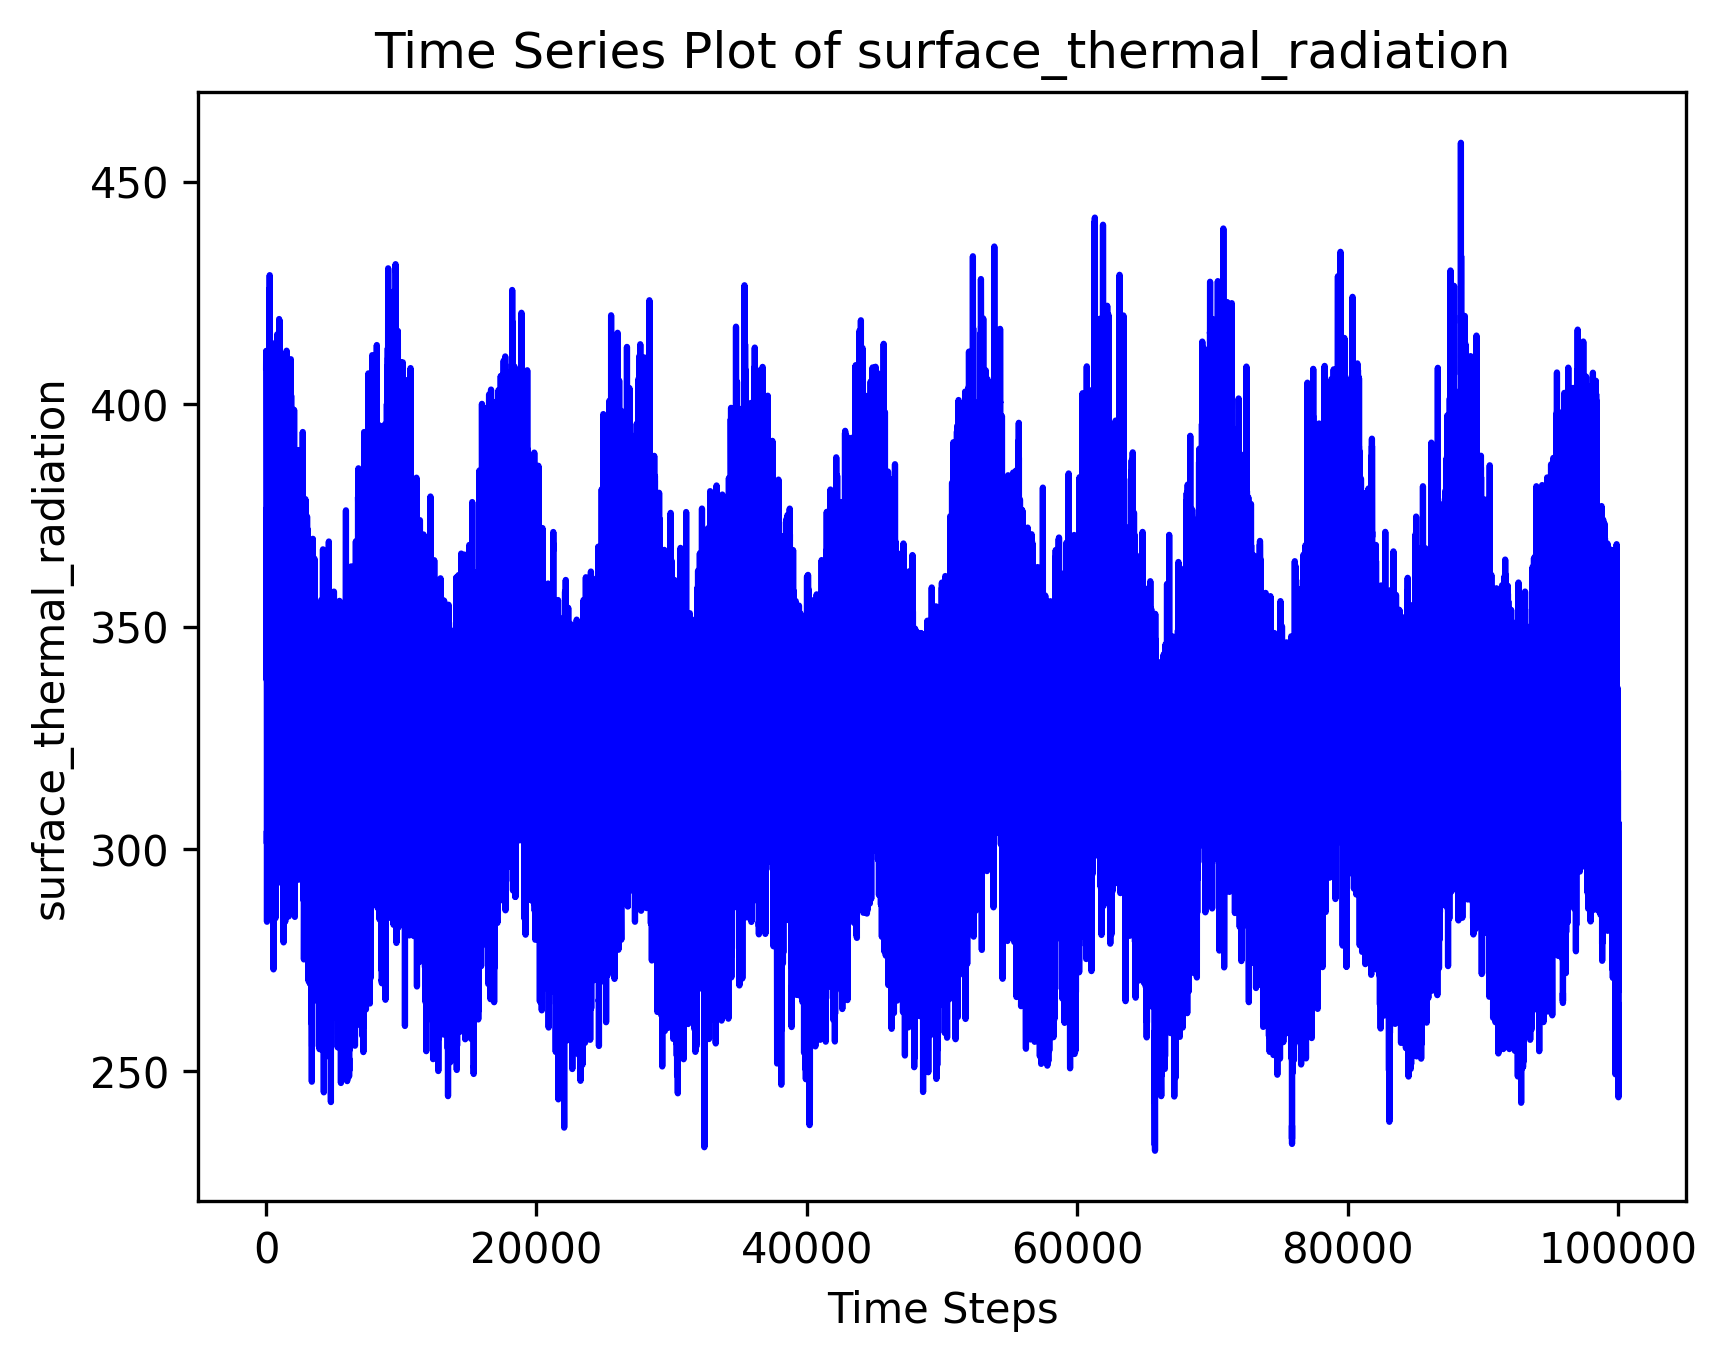 Time Series Plot of surface_thermal_radiation
surface_thermal_radiation
450
400
350
300
250
0 20000 40000 60000 80000 100000
Time Steps